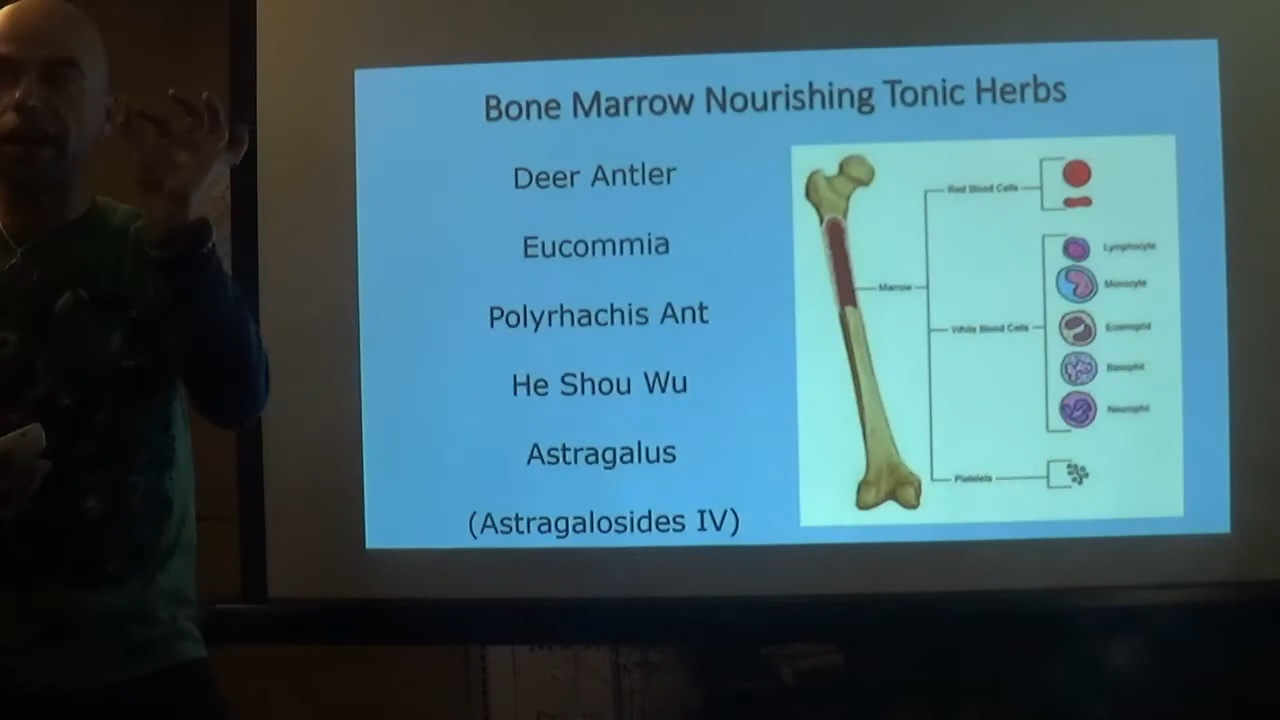 Bone Marrow Nourishing Tonic Herbs
Deer Antler
Eucommia
Polyrhachis Ant
He Shou Wu
Astragalus
(Astragalosides IV)
Red Blood Cells
Lymphocyte
Monocyte
Marrow
White Blood Cells
Eosinophil
Basophil
Neutrophil
Platelets